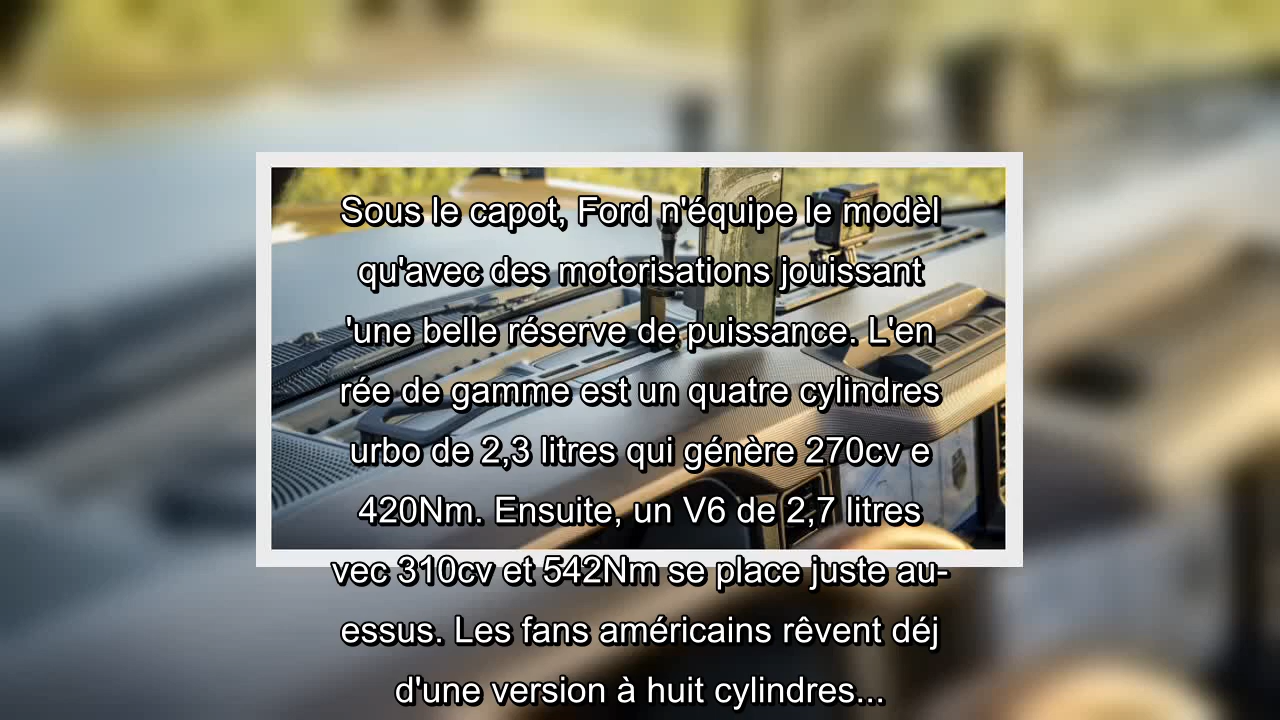 Sous le capot, Ford n'équipe le modèl
qu'avec des motorisations jouissant
'une belle réserve de puissance. L'en
rée de gamme est un quatre cylindres
urbo de 2,3 litres qui génère 270cv e
420Nm. Ensuite, un V6 de 2,7 litres
vec 310cv et 542Nm se place juste au-
essus. Les fans américains rêvent déj
d'une version à huit cylindres...